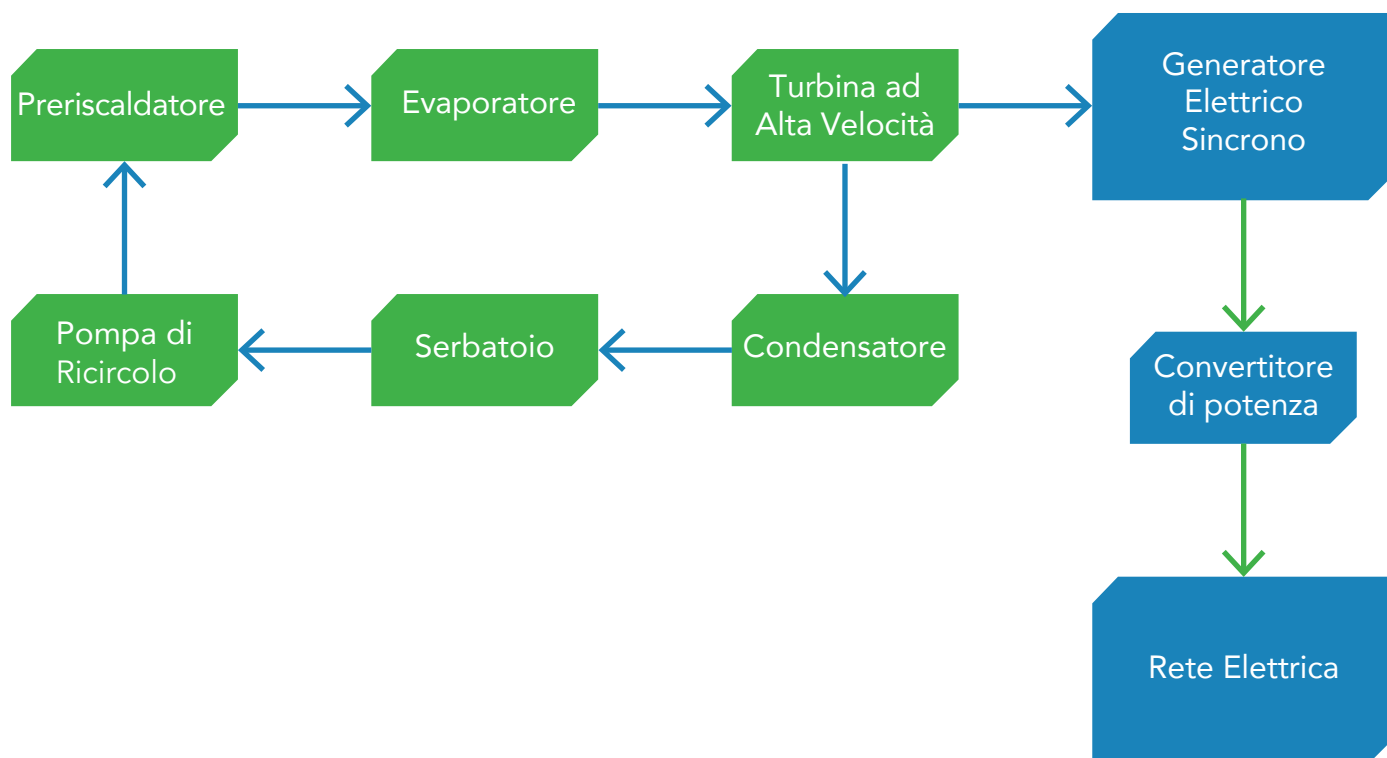 Preriscaldatore
Evaporatore
Turbina ad
Alta Velocità
Generatore
Elettrico
Sincrono
Pompa di
Ricircolo
Serbatoio
Condensatore
Convertitore
di potenza
Rete Elettrica